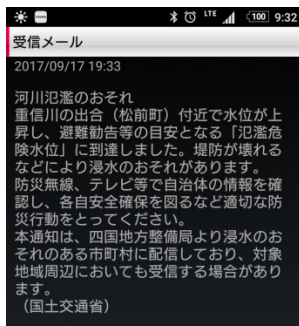 LTE 100 9:32
受信メール
2017/09/17 19:33
河川氾濫のおそれ
重信川の出合（松前町）付近で水位が上
昇し、避難勧告等の目安となる「氾濫危
険水位」に到達しました。堤防が壊れる
などにより浸水のおそれがあります。
防災無線、テレビ等で自治体の情報を確
認し、各自安全確保を図るなど適切な防
災行動をとってください。
本通知は、四国地方整備局より浸水のお
それのある市町村に配信しており、対象
地域周辺においても受信する場合があり
ます。
（国土交通省）